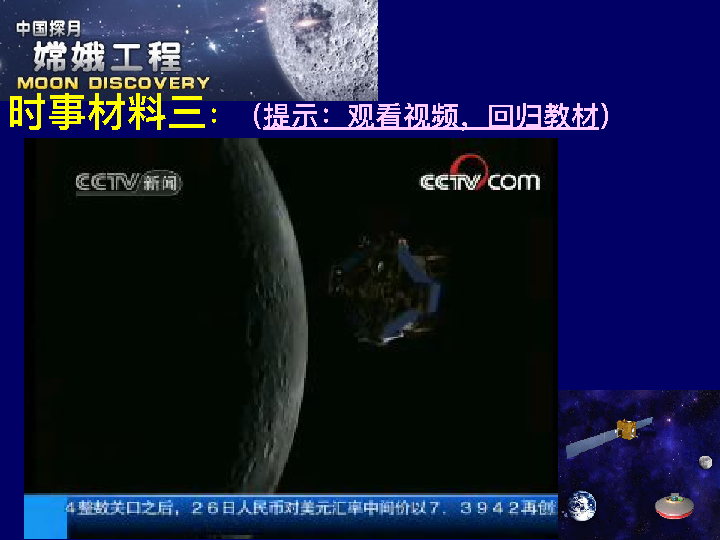 中国探月
嫦娥工程
MOON DISCOVERY
时事材料三：（提示：观看视频，回归教材）
CCTV新闻
CCTV.com
4整数关口之后，26日人民币对美元汇率中间价以7．3942再创